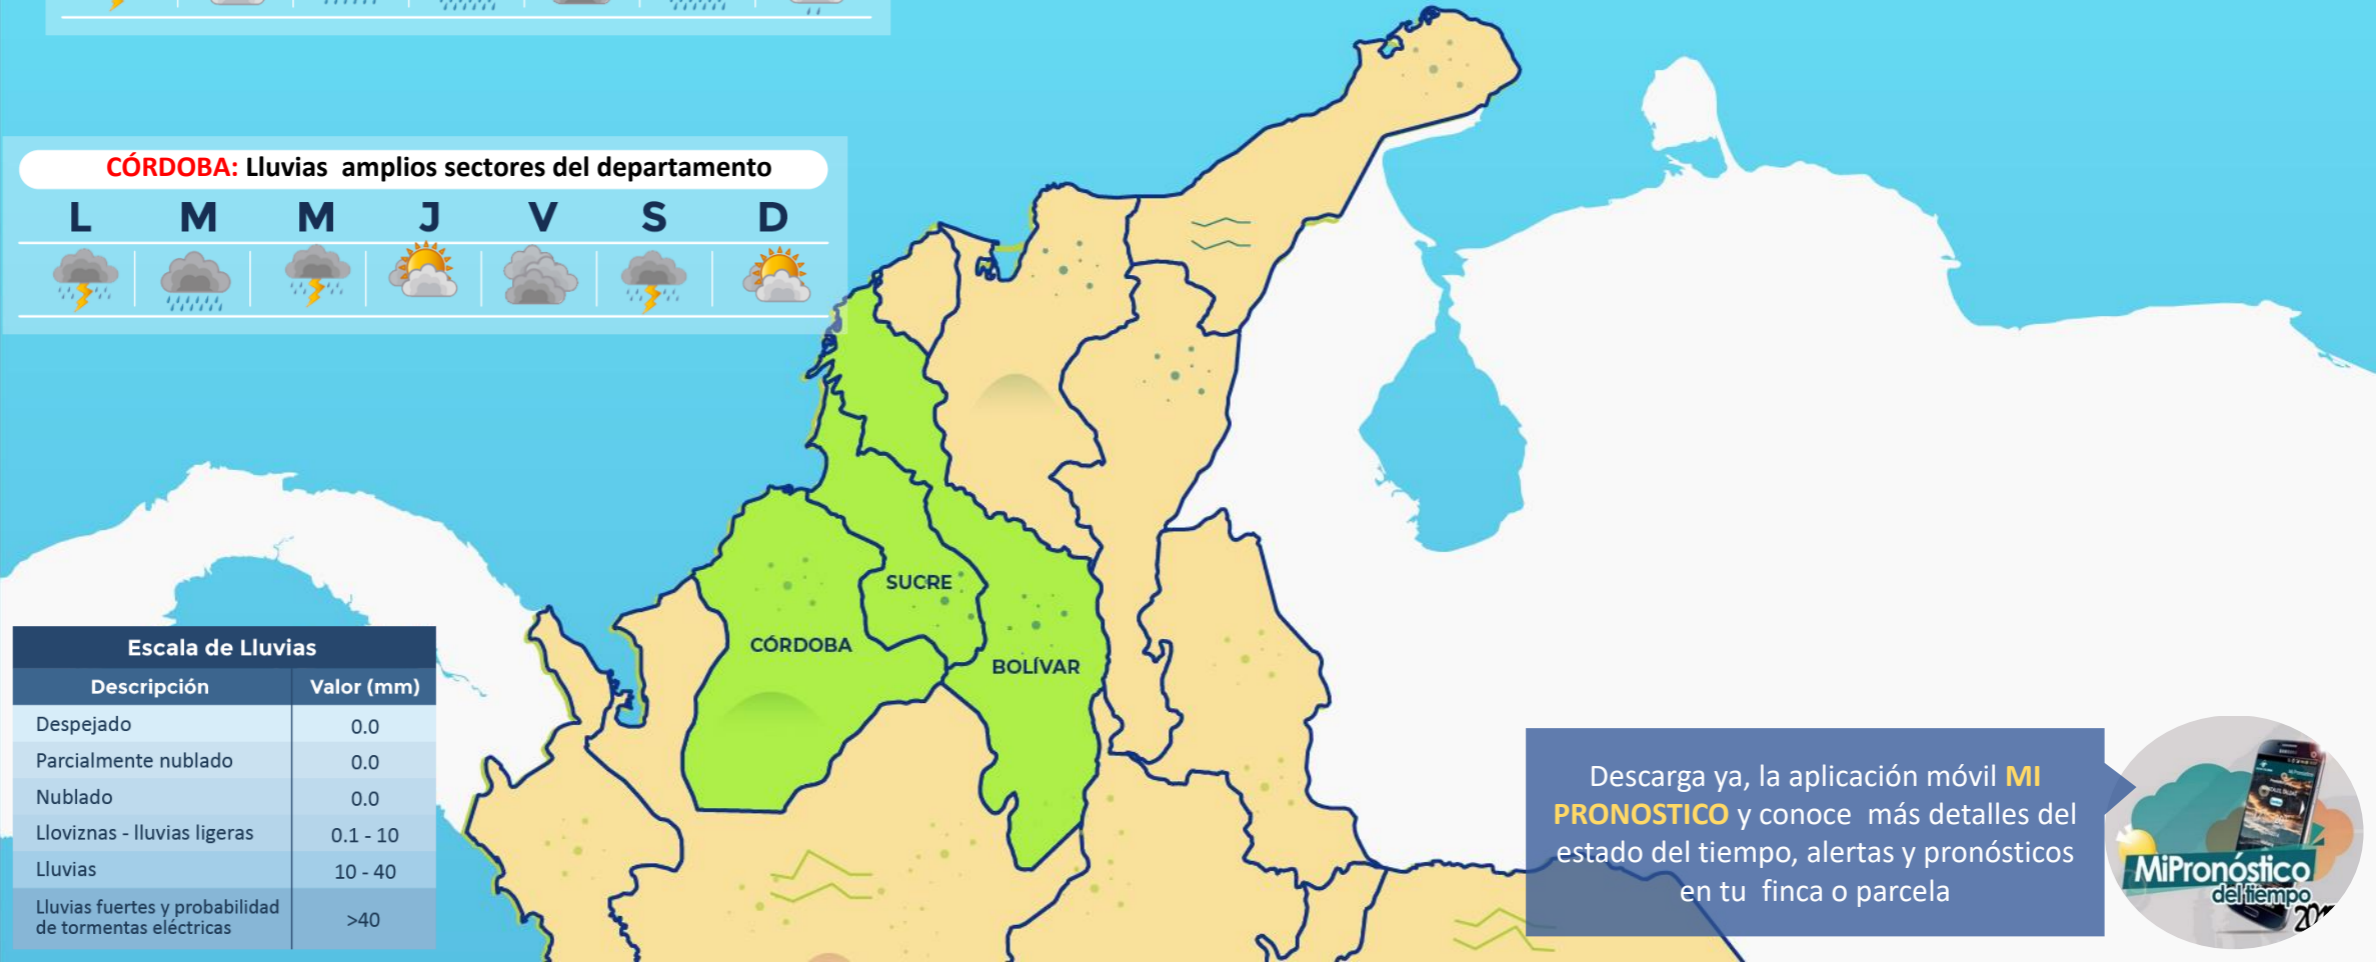 CÓRDOBA: Lluvias amplios sectores del departamento
L M M J V S D
SUCRE
CÓRDOBA
BOLÍVAR
Escala de Lluvias
Descripción Valor (mm)
Despejado 0.0
Parcialmente nublado 0.0
Nublado 0.0
Lloviznas - lluvias ligeras 0.1 - 10
Lluvias 10 - 40
Lluvias fuertes y probabilidad
de tormentas eléctricas >40
Descarga ya, la aplicación móvil MI
PRONOSTICO y conoce más detalles del
estado del tiempo, alertas y pronósticos
en tu finca o parcela
MiPronóstico
del tiempo